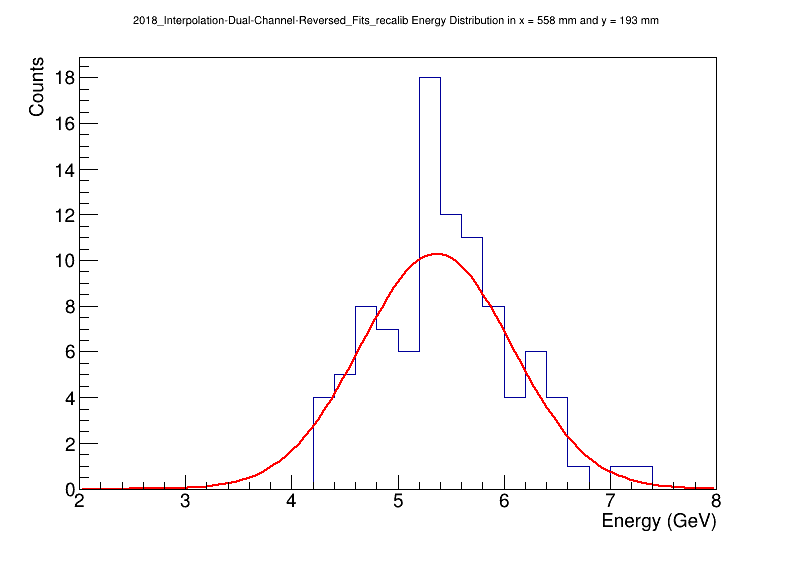 2018_Interpolation-Dual-Channel-Reversed_Fits_recalib Energy Distribution in x = 558 mm and y = 193 mm
Counts
18
16
14
12
10
8
6
4
2
0
2 3 4 5 6 7 8
Energy (GeV)